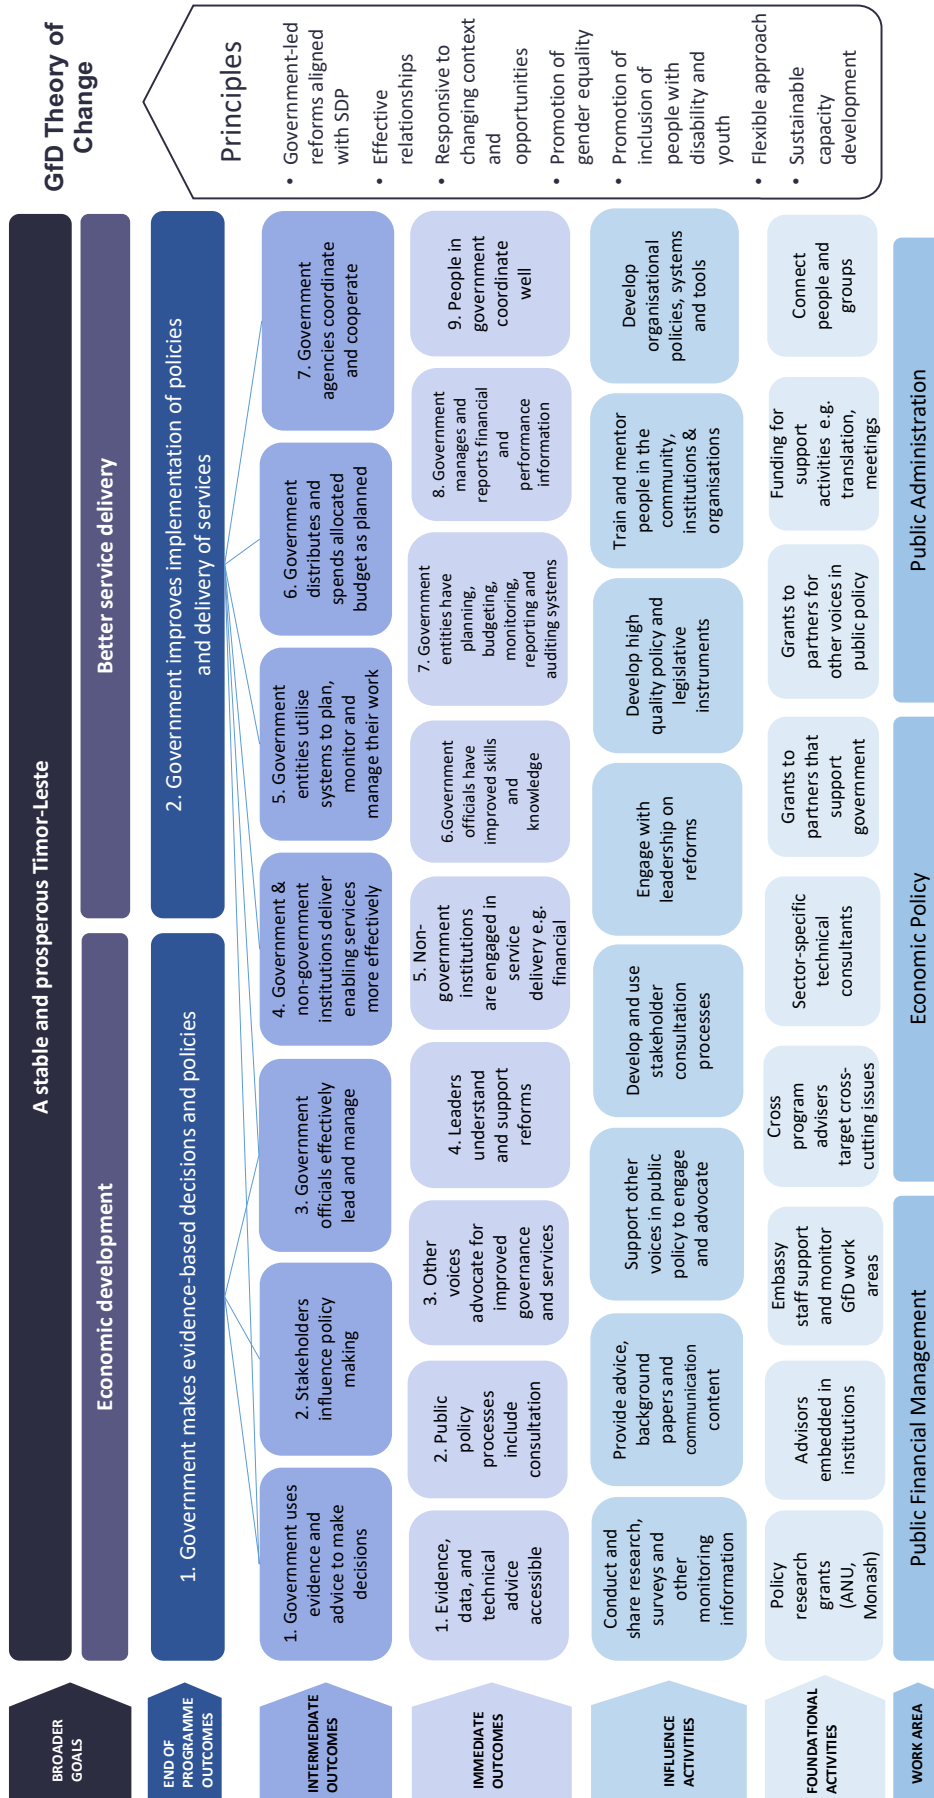 GfD Theory of
Change
BROADER
GOALS
A stable and prosperous Timor-Leste
Economic development
Better service delivery
END OF
PROGRAMME
OUTCOMES
1. Government makes evidence-based decisions and policies
2. Government improves implementation of policies
and delivery of services
INTERMEDIATE
OUTCOMES
1. Government uses
evidence and
advice to make
decisions
2. Stakeholders
influence policy
making
3. Government
officials effectively
lead and manage
4. Government &
non-government
institutions deliver
enabling services
more effectively
5. Government
entities utilise
systems to plan,
monitor and
manage their work
6. Government
distributes and
spends allocated
budget as planned
7. Government
agencies coordinate
and cooperate
IMMEDIATE
OUTCOMES
1. Evidence,
data, and
technical
advice
accessible
2. Public
policy
processes
include
consultation
3. Other
voices
advocate for
improved
governance
and services
4. Leaders
understand
and support
reforms
5. Non-
government
institutions
are engaged in
service
delivery e.g.
financial
6.Government
officials have
improved skills
and
knowledge
7. Government
entities have
planning,
budgeting,
monitoring,
reporting and
auditing systems
8. Government
manages and
reports financial
and
performance
information
9. People in
government
coordinate
well
INFLUENCE
ACTIVITIES
Conduct and
share research,
surveys and
other
monitoring
information
Provide advice,
background
papers and
communication
content
Support other
voices in public
policy to engage
and advocate
Develop and use
stakeholder
consultation
processes
Engage with
leadership on
reforms
Develop high
quality policy and
legislative
instruments
Train and mentor
people in the
community,
institutions &
organisations
Develop
organisational
policies, systems
and tools
FOUNDATIONAL
ACTIVITIES
Policy
research
grants
(ANU,
Monash)
Advisors
embedded in
institutions
Embassy
staff support
and monitor
GfD work
areas
Cross
program
advisers
target cross-
cutting issues
Sector-specific
technical
consultants
Grants to
partners that
support
government
Grants to
partners for
other voices in
public policy
Funding for
support
activities e.g.
translation,
meetings
Connect
people and
groups
WORK AREA
Public Financial Management
Economic Policy
Public Administration
Principles
• Government-led
reforms aligned
with SDP
• Effective
relationships
• Responsive to
changing context
and
opportunities
• Promotion of
gender equality
• Promotion of
inclusion of
people with
disability and
youth
• Flexible approach
• Sustainable
capacity
development